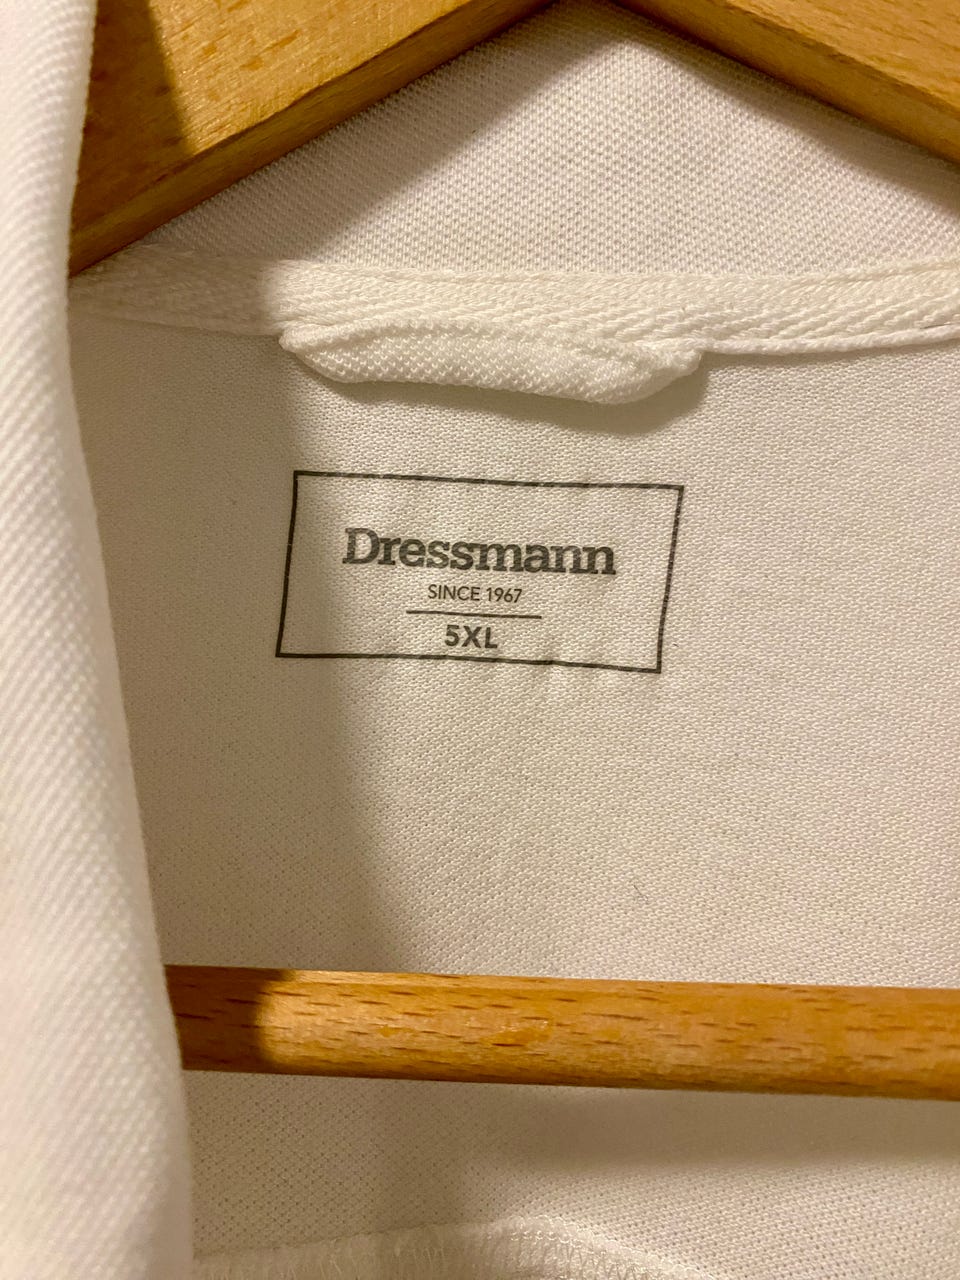 Dressmann
SINCE 1967
5XL